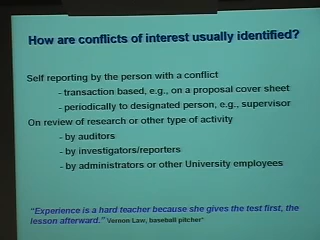 How are conflicts of interest usually identified?
Self reporting by the person with a conflict
- transaction based, e.g., on a proposal cover sheet
- periodically to designated person, e.g., supervisor
On review of research or other type of activity
- by auditors
- by investigators/reporters
- by administrators or other University employees
"Experience is a hard teacher because she gives the test first, the
lesson afterward." Vernon Law, baseball pitcher"